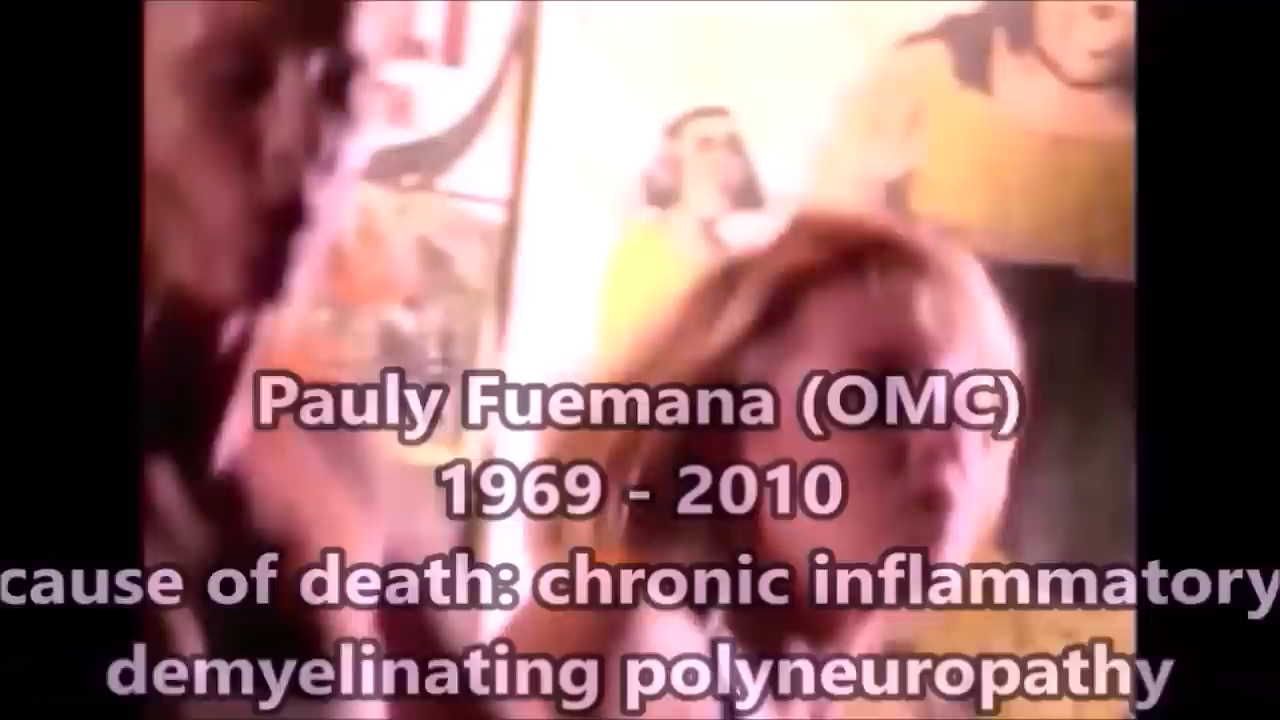 Pauly Fuemana (OMC)
1969 - 2010
cause of death: chronic inflammatory
demyelinating polyneuropathy